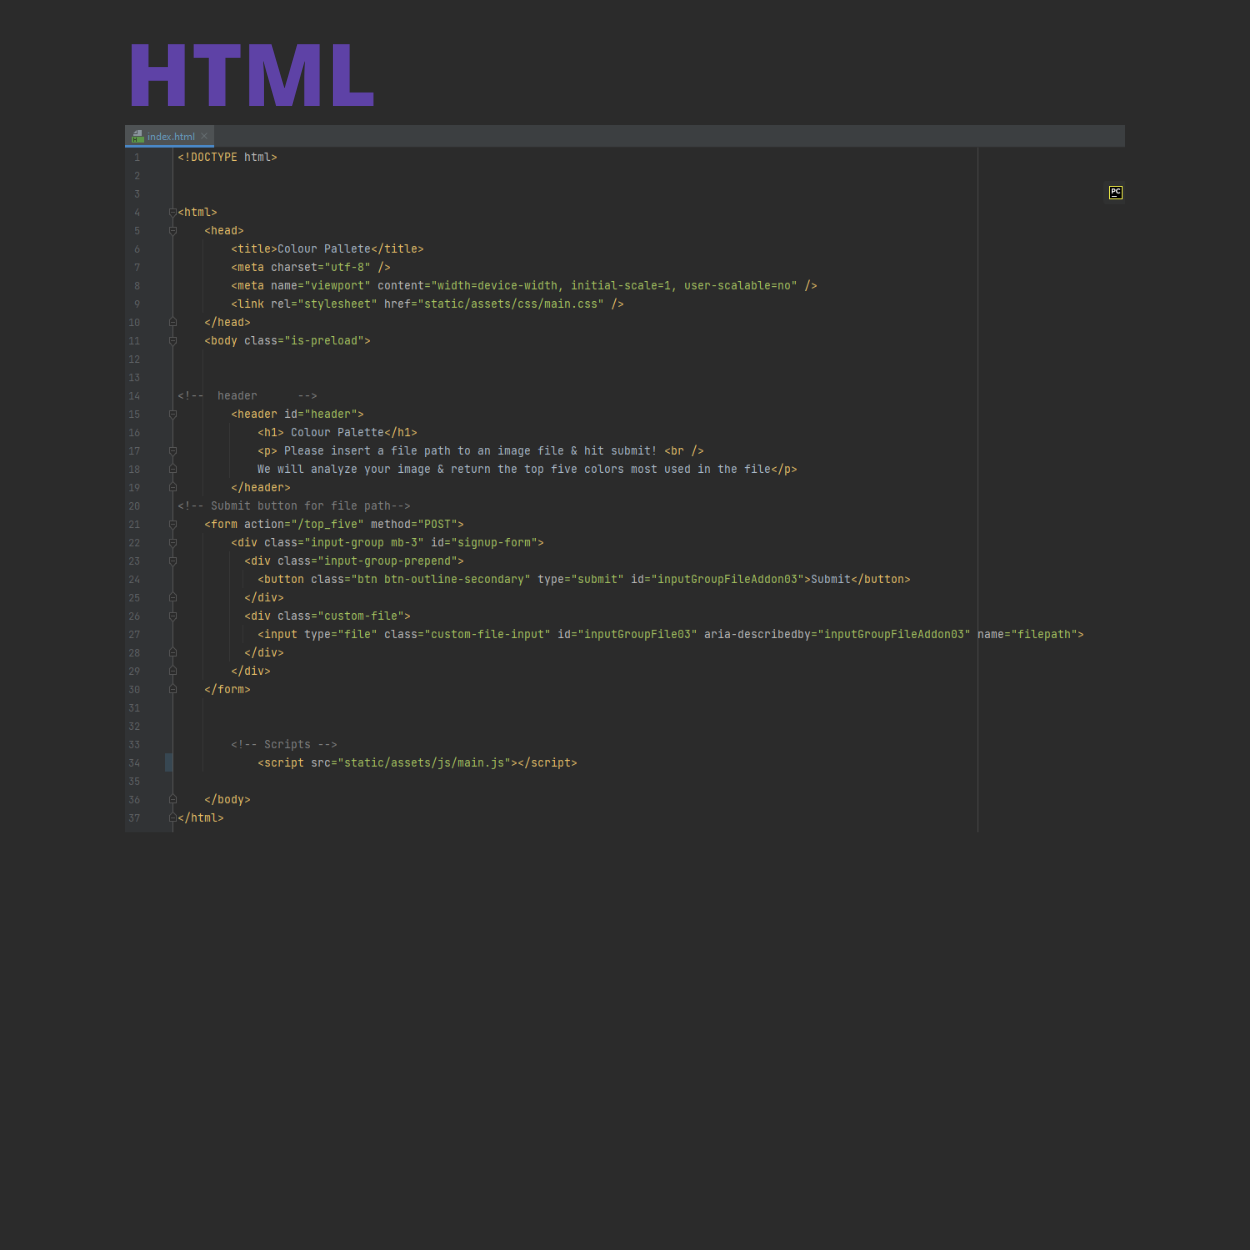 HTML
index.html ×
PC
1 <!DOCTYPE html>
2
3
4 <html>
5 <head>
6 <title>Colour Pallete</title>
7 <meta charset="utf-8" />
8 <meta name="viewport" content="width=device-width, initial-scale=1, user-scalable=no" />
9 <link rel="stylesheet" href="static/assets/css/main.css" />
10 </head>
11 <body class="is-preload">
12
13
14 <!--  header      -->
15 <header id="header">
16 <h1> Colour Palette</h1>
17 <p> Please insert a file path to an image file & hit submit! <br />
18 We will analyze your image & return the top five colors most used in the file</p>
19 </header>
20 <!-- Submit button for file path-->
21 <form action="/top_five" method="POST">
22 <div class="input-group mb-3" id="signup-form">
23 <div class="input-group-prepend">
24 <button class="btn btn-outline-secondary" type="submit" id="inputGroupFileAddon03">Submit</button>
25 </div>
26 <div class="custom-file">
27 <input type="file" class="custom-file-input" id="inputGroupFile03" aria-describedby="inputGroupFileAddon03" name="filepath">
28 </div>
29 </div>
30 </form>
31
32
33 <!-- Scripts -->
34 <script src="static/assets/js/main.js"></script>
35
36 </body>
37 </html>